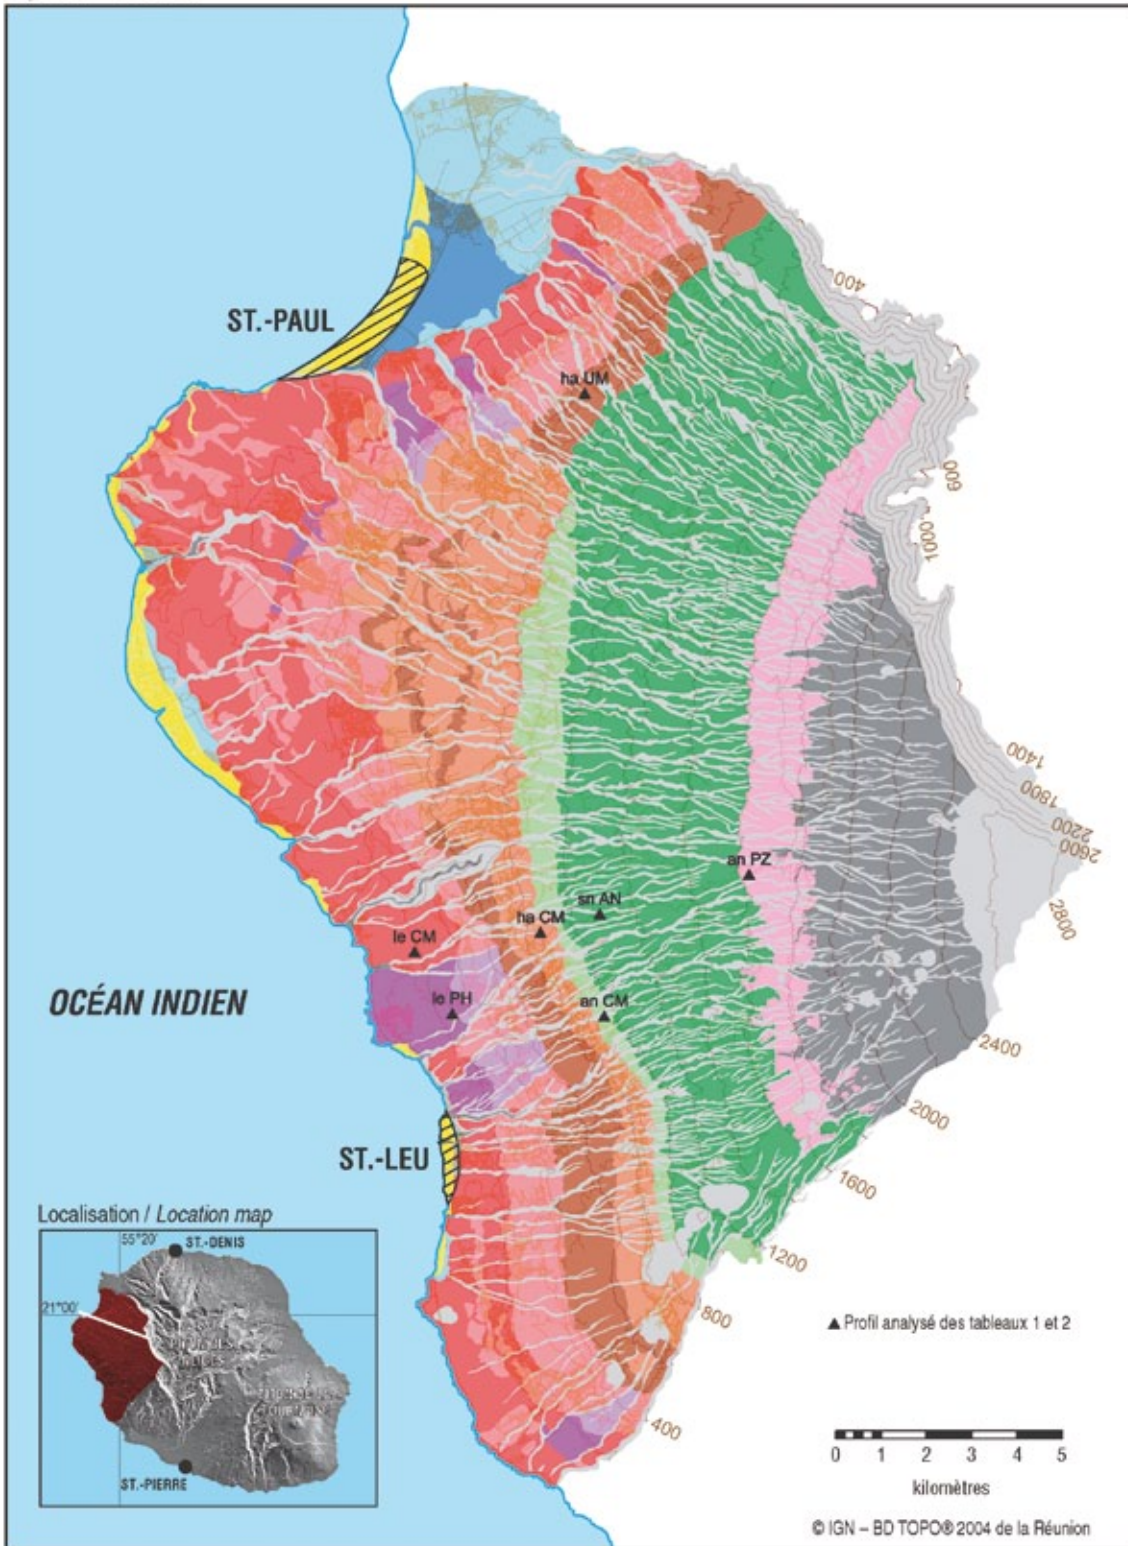 400
ST.-PAUL
ha UM
600
1000
1400
1800
2200
2600
an PZ
2800
sn AN
ha CM
le CM
OCÉAN INDIEN
le PH
an CM
2400
2000
ST.-LEU
1600
Localisation / Location map
55°20'
ST.-DENIS
21°00'
ST.-PIERRE
1200
800
400
▲ Profil analysé des tableaux 1 et 2
0 1 2 3 4 5
kilomètres
© IGN – BD TOPO® 2004 de la Réunion